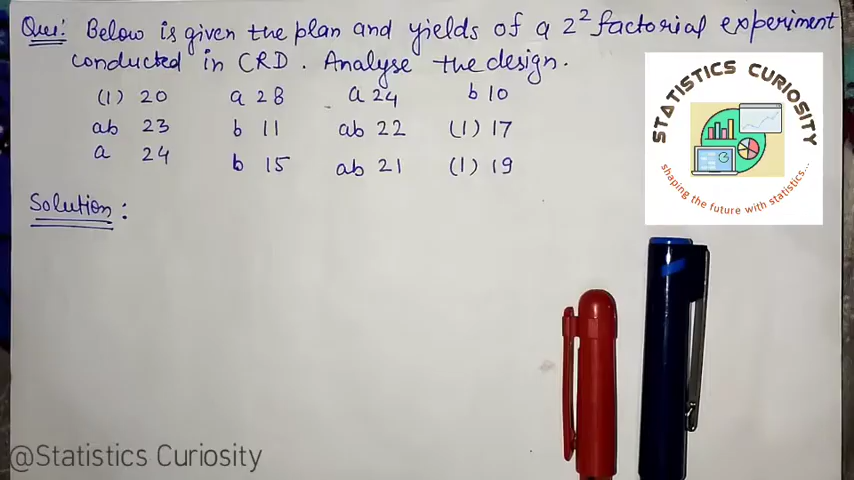 Ques: Below is given the plan and yields of a 2² factorial experiment
conducted in CRD. Analyse the design.
(1) 20 a 28 a 24 b 10
ab 23 b 11 ab 22 (1) 17
a 24 b 15 ab 21 (1) 19
Solution:
STATISTICS CURIOSITY
shaping the future with statistics...
@Statistics Curiosity